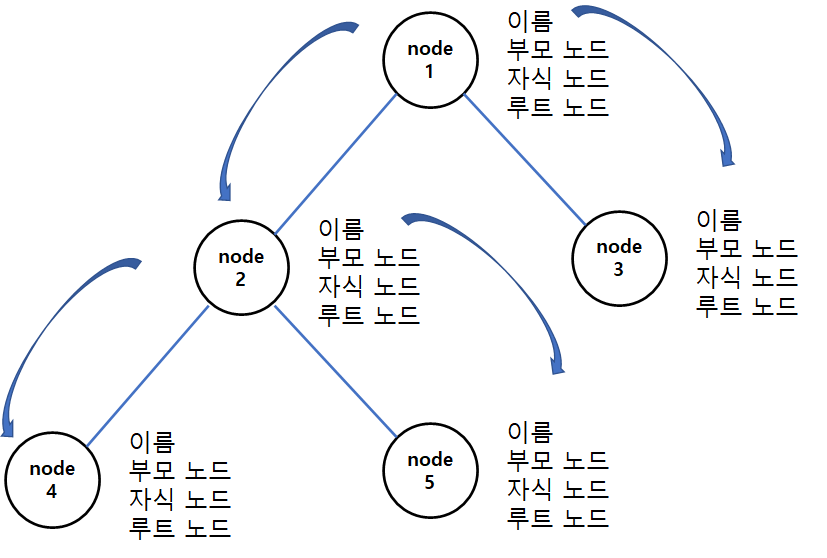 node
1
이름
부모 노드
자식 노드
루트 노드
node
2
이름
부모 노드
자식 노드
루트 노드
node
3
이름
부모 노드
자식 노드
루트 노드
node
4
이름
부모 노드
자식 노드
루트 노드
node
5
이름
부모 노드
자식 노드
루트 노드